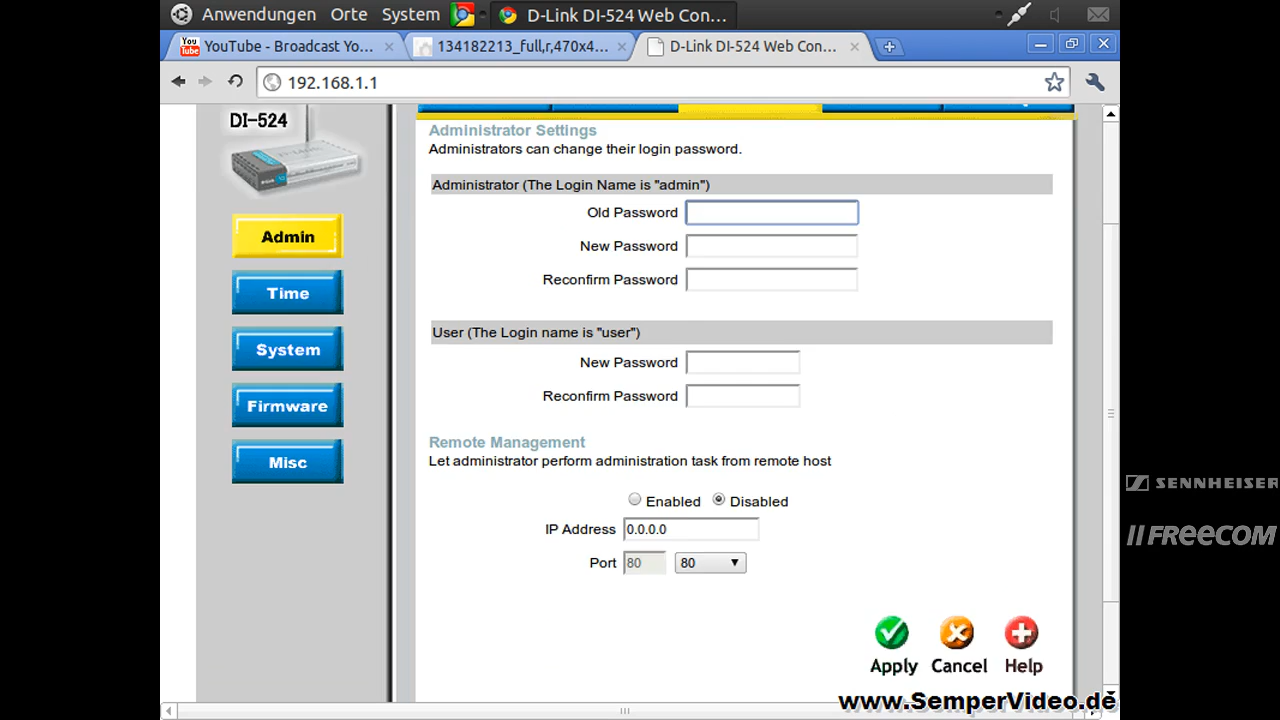 Anwendungen Orte System D-Link DI-524 Web Con...
YouTube - Broadcast Yo... 134182213_full,r,470x4... D-Link DI-524 Web Con...
192.168.1.1
DI-524
Administrator Settings
Administrators can change their login password.
Administrator (The Login Name is "admin")
Old Password
Admin
New Password
Reconfirm Password
Time
User (The Login name is "user")
System
New Password
Reconfirm Password
Firmware
Remote Management
Let administrator perform administration task from remote host
Misc
Enabled Disabled
IP Address 0.0.0.0
Port 80 80
Apply Cancel Help
www.SemperVideo.de
SENNHEISER
FREECOM